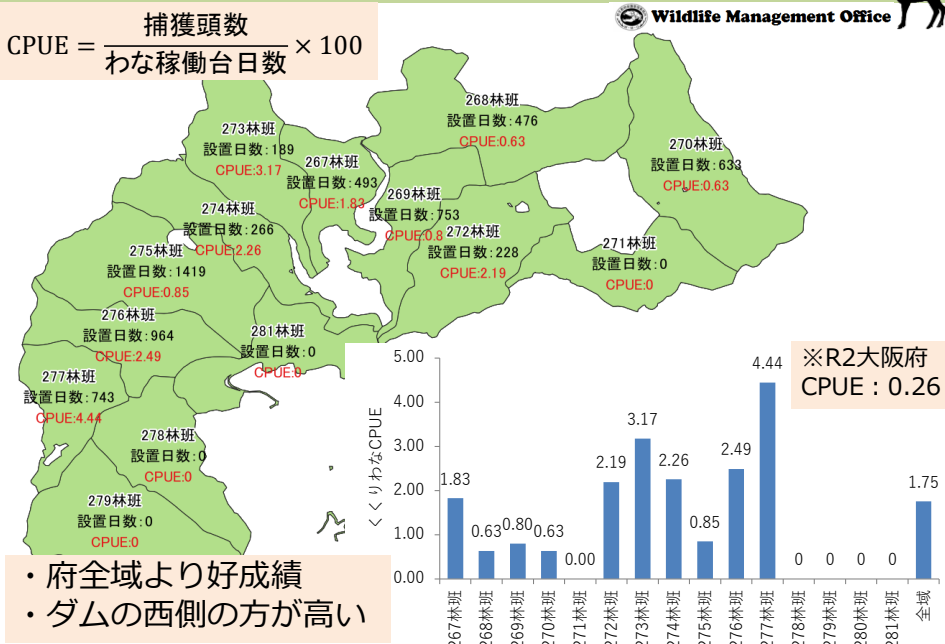 Wildlife Management Office
CPUE = 捕獲頭数 / わな稼働台日数 × 100
268林班
設置日数:476
CPUE:0.63
273林班
設置日数:189
CPUE:3.17
267林班
設置日数:493
CPUE:1.83
270林班
設置日数:633
CPUE:0.63
269林班
設置日数:753
CPUE:0.8
274林班
設置日数:266
CPUE:2.26
272林班
設置日数:228
CPUE:2.19
275林班
設置日数:1419
CPUE:0.85
271林班
設置日数:0
CPUE:0
276林班
設置日数:964
CPUE:2.49
281林班
設置日数:0
CPUE:0
277林班
設置日数:743
CPUE:4.44
278林班
設置日数:0
CPUE:0
279林班
設置日数:0
CPUE:0
・府全域より好成績
・ダムの西側の方が高い
※R2大阪府
CPUE：0.26
くくりわなCPUE
5.00
4.00
3.00
2.00
1.00
0.00
1.83
0.63
0.80
0.63
0.00
2.19
3.17
2.26
0.85
2.49
4.44
0
0
0
0
1.75
267林班
268林班
269林班
270林班
271林班
272林班
273林班
274林班
275林班
276林班
277林班
278林班
279林班
280林班
281林班
全域